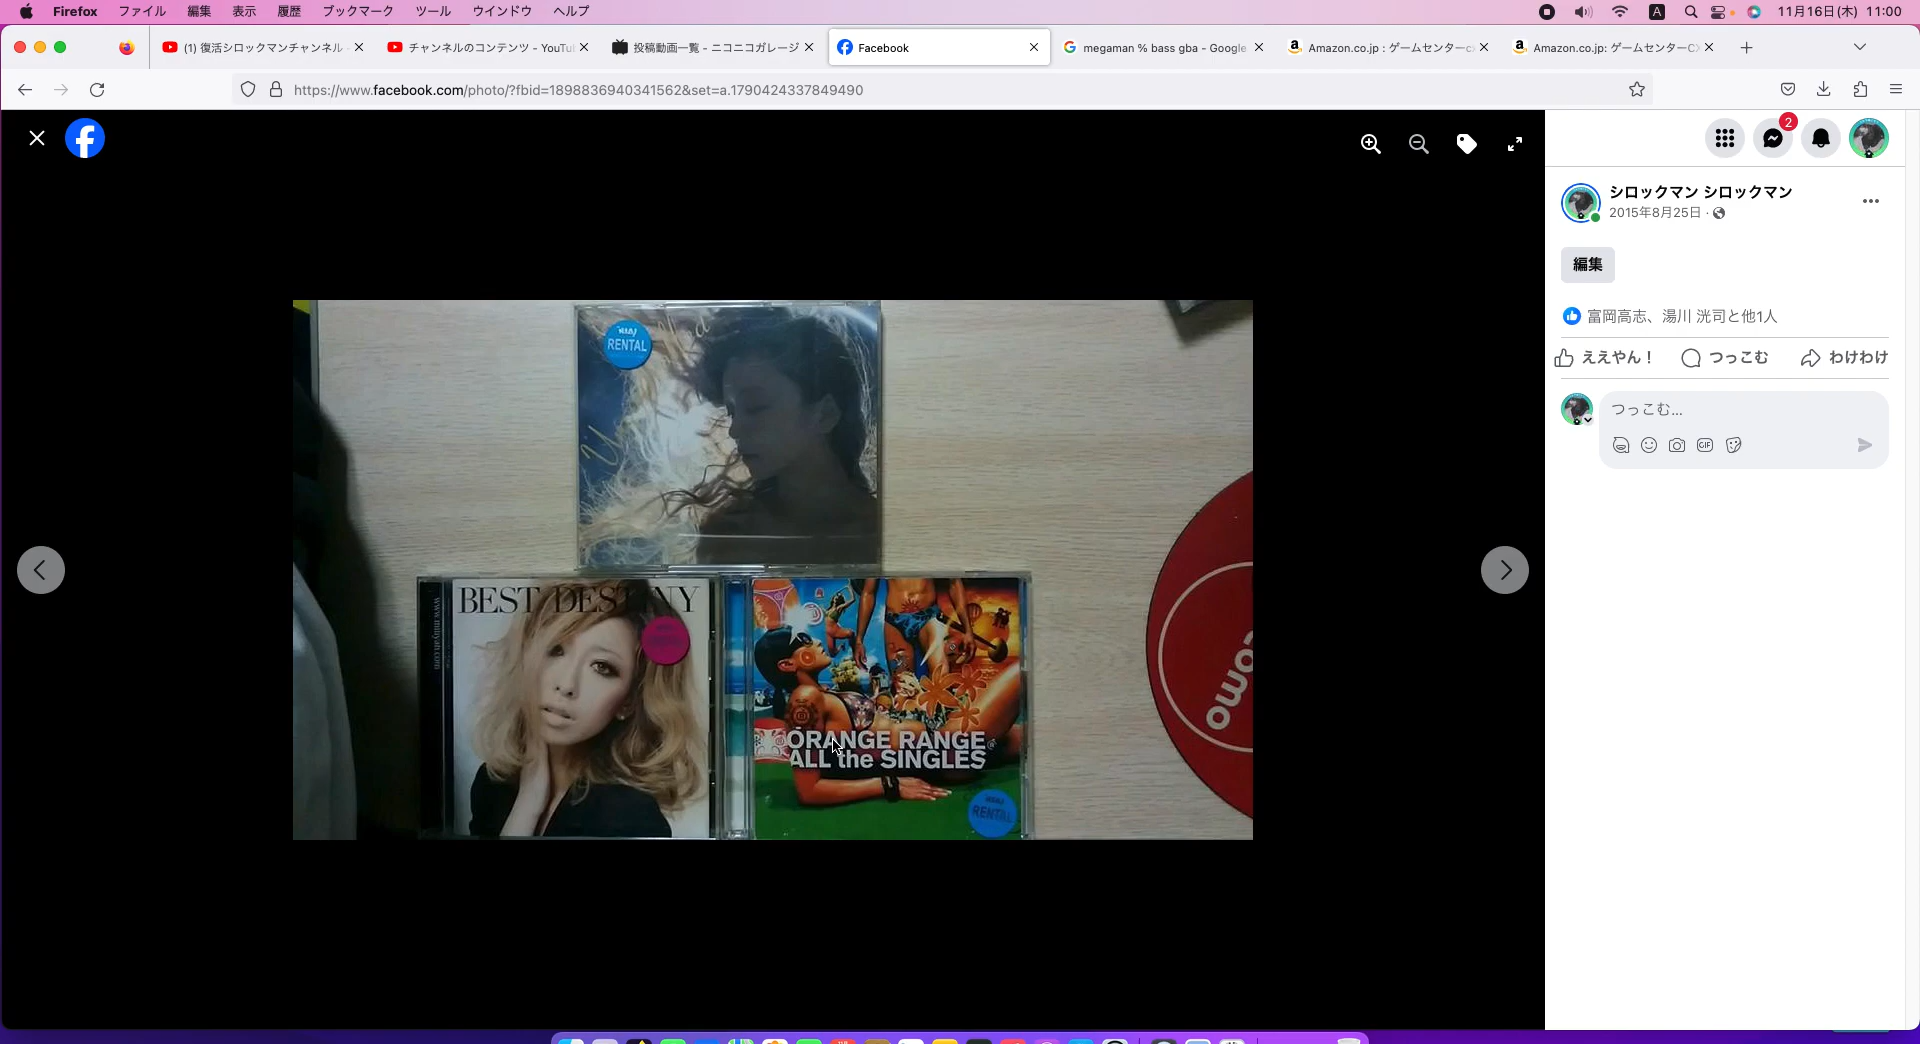 Firefox ファイル 編集 表示 履歴 ブックマーク ツール ウインドウ ヘルプ A 11月16日(木) 11:00
(1) 復活シロックマンチャンネル
チャンネルのコンテンツ - YouTu
投稿動画一覧 - ニコニコガレージ
Facebook
megaman % bass gba - Google
Amazon.co.jp : ゲームセンターc
Amazon.co.jp: ゲームセンターC
https://www.facebook.com/photo/?fbid=1898836940341562&set=a.1790424337849490
2
シロックマン シロックマン
2015年8月25日
編集
富岡高志、湯川 洸司と他1人
ええやん！ つっこむ わけわけ
つっこむ...
GIF
RIAJ
RENTAL
BEST DESTINY
ORANGE RANGE
ALL the SINGLES
RIAJ
RENTAL